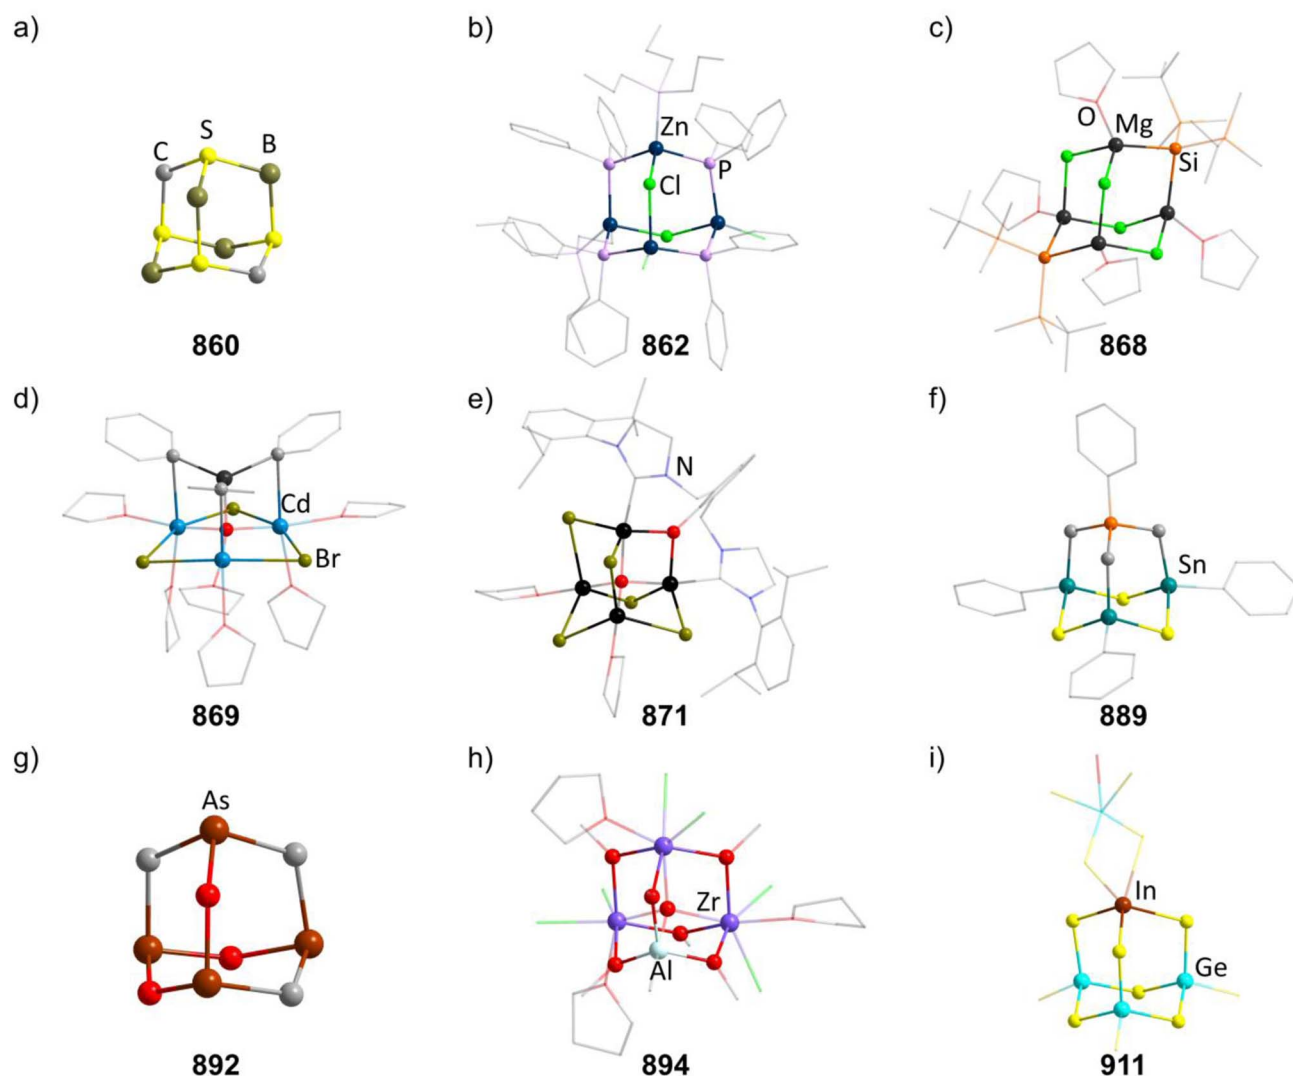 a)
b)
c)
C
S
B
Zn
P
Cl
O
Mg
Si
860
862
868
d)
e)
f)
Cd
Br
N
Sn
869
871
889
g)
h)
i)
As
Zr
Al
In
Ge
892
894
911